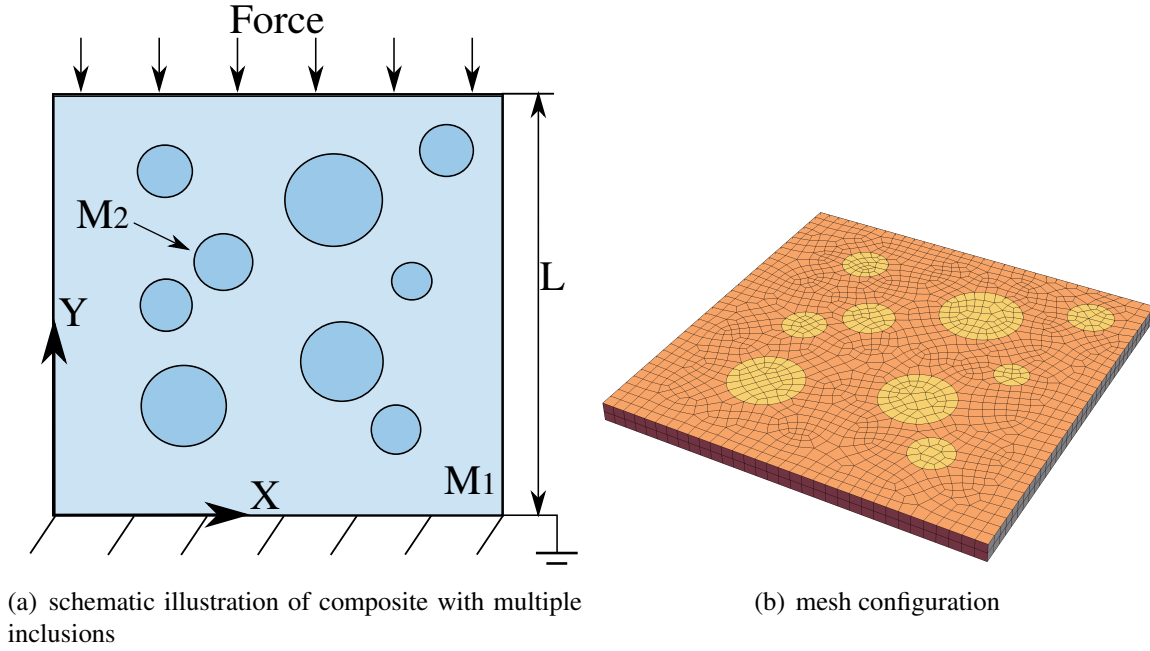 Force
M2
L
Y
X
M1
(a) schematic illustration of composite with multiple
inclusions
(b) mesh configuration